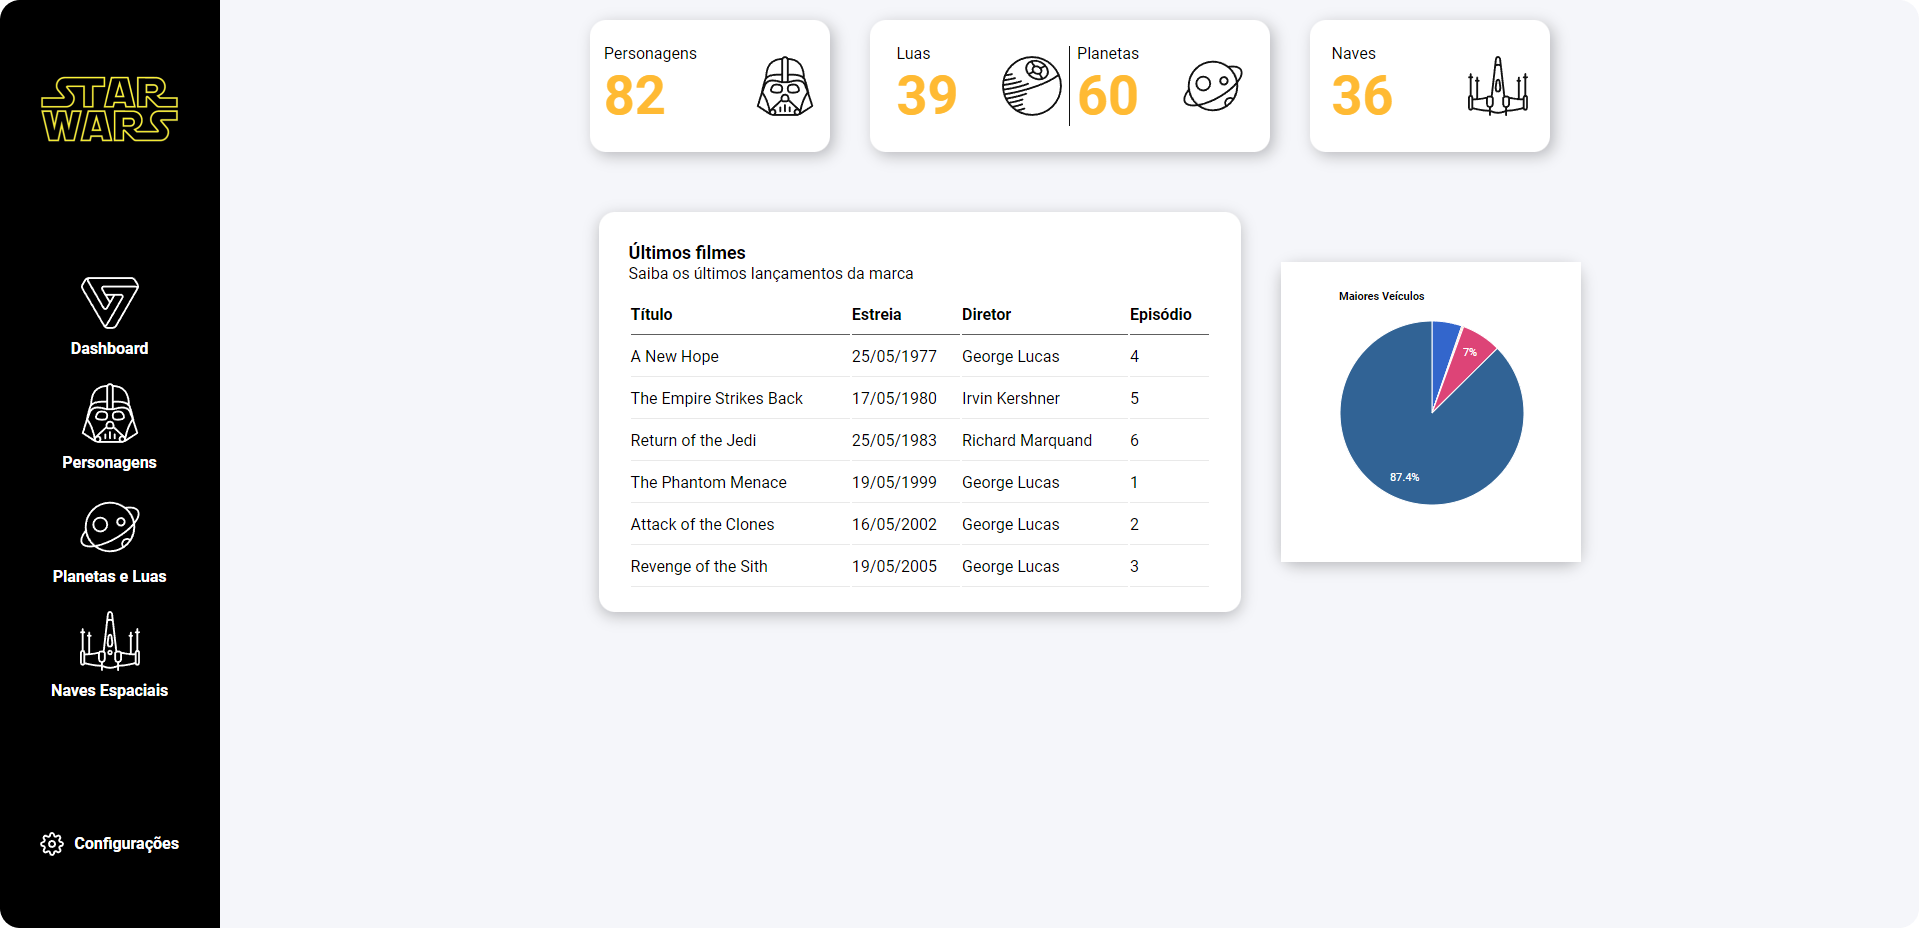 STAR
WARS
Dashboard
Personagens
Planetas e Luas
Naves Espaciais
Configurações
Personagens
82
Luas
39
Planetas
60
Naves
36
Últimos filmes
Saiba os últimos lançamentos da marca
Título Estreia Diretor Episódio
A New Hope 25/05/1977 George Lucas 4
The Empire Strikes Back 17/05/1980 Irvin Kershner 5
Return of the Jedi 25/05/1983 Richard Marquand 6
The Phantom Menace 19/05/1999 George Lucas 1
Attack of the Clones 16/05/2002 George Lucas 2
Revenge of the Sith 19/05/2005 George Lucas 3
Maiores Veículos
7%
87.4%